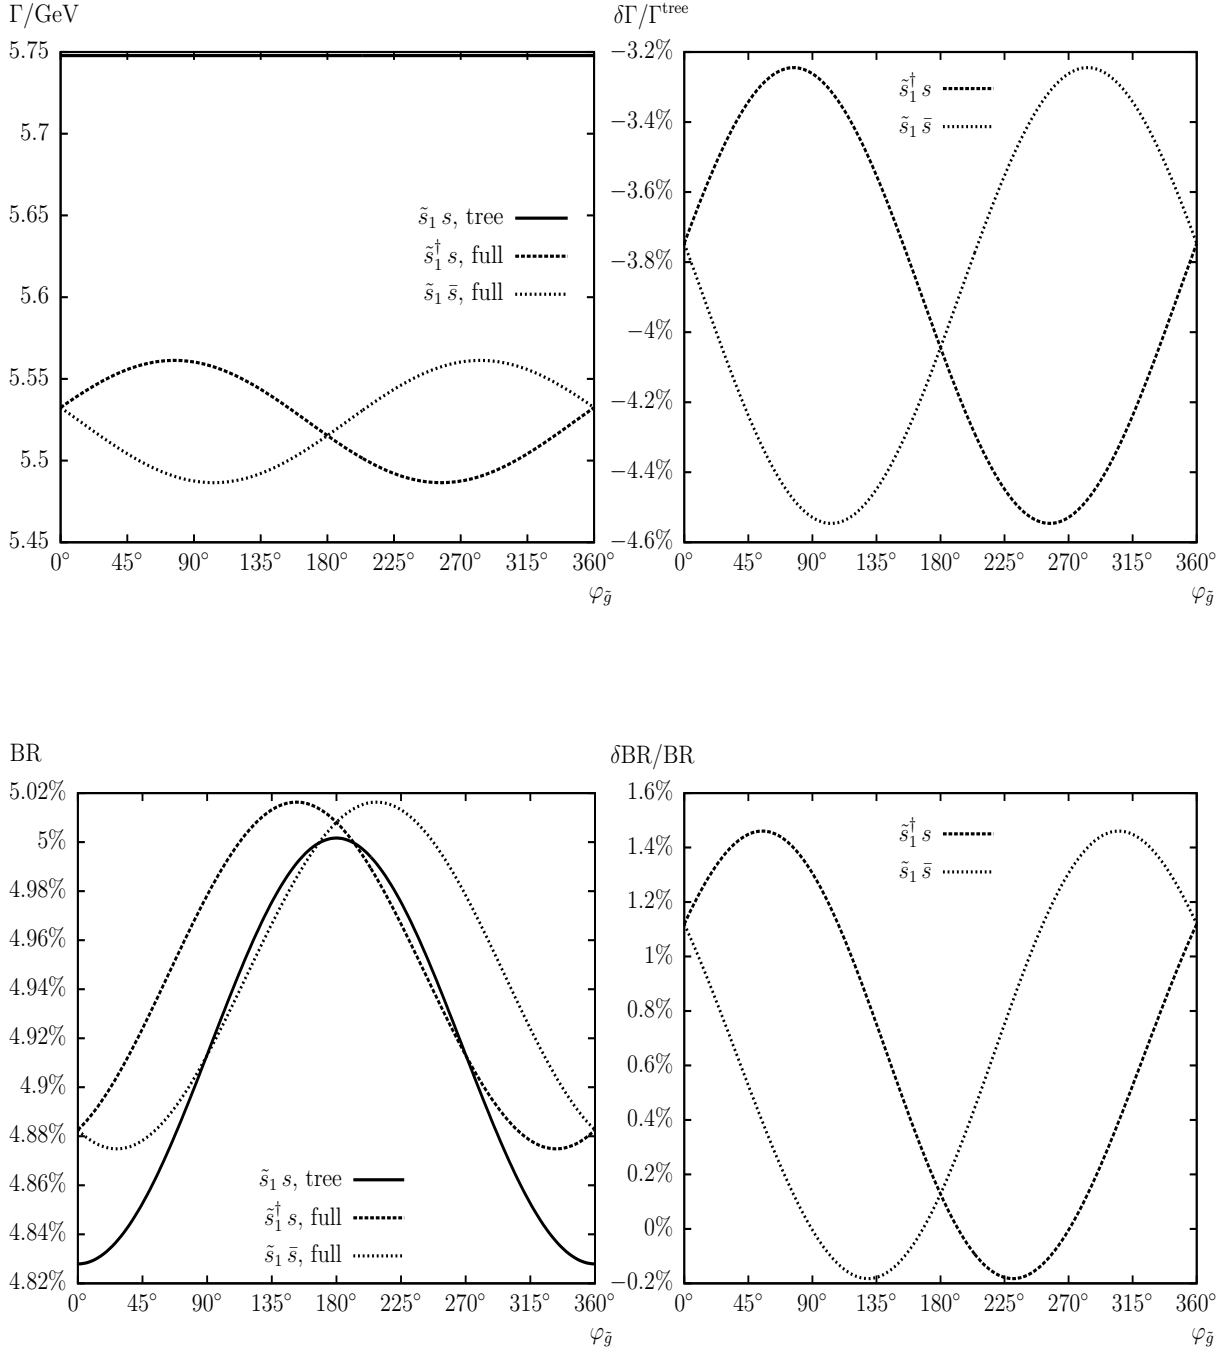 Γ/GeV
5.75
5.7
5.65
5.6
5.55
5.5
5.45
0° 45° 90° 135° 180° 225° 270° 315° 360°
φ_g̃
s̃₁ s, tree
s̃₁† s, full
s̃₁ s̄, full
δΓ/Γ^tree
−3.2%
−3.4%
−3.6%
−3.8%
−4%
−4.2%
−4.4%
−4.6%
0° 45° 90° 135° 180° 225° 270° 315° 360°
φ_g̃
s̃₁† s
s̃₁ s̄
BR
5.02%
5%
4.98%
4.96%
4.94%
4.92%
4.9%
4.88%
4.86%
4.84%
4.82%
0° 45° 90° 135° 180° 225° 270° 315° 360°
φ_g̃
s̃₁ s, tree
s̃₁† s, full
s̃₁ s̄, full
δBR/BR
1.6%
1.4%
1.2%
1%
0.8%
0.6%
0.4%
0.2%
0%
−0.2%
0° 45° 90° 135° 180° 225° 270° 315° 360°
φ_g̃
s̃₁† s
s̃₁ s̄